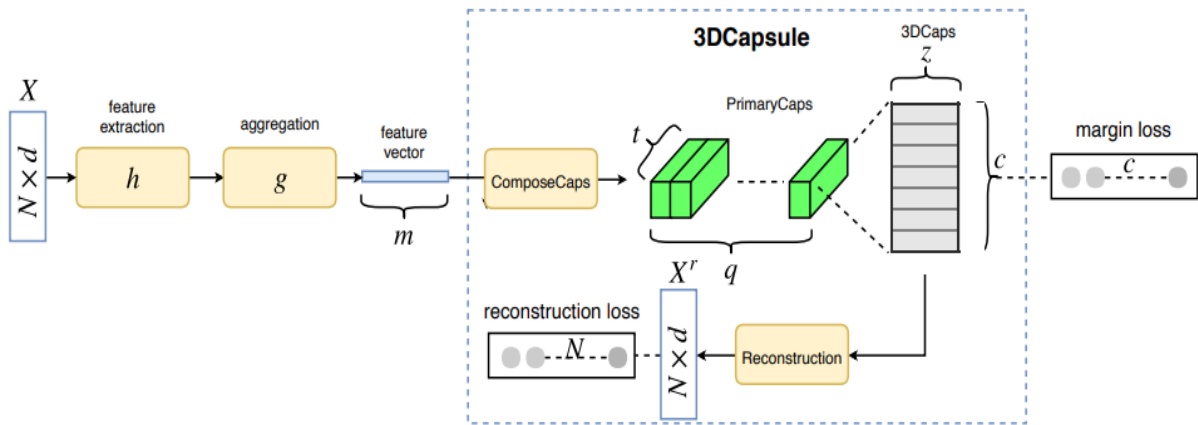 3DCapsule
3DCaps
z
X
feature
extraction
aggregation
feature
vector
PrimaryCaps
t
margin loss
N × d
h
g
ComposeCaps
c
c
m
q
X^r
reconstruction loss
N
N × d
Reconstruction